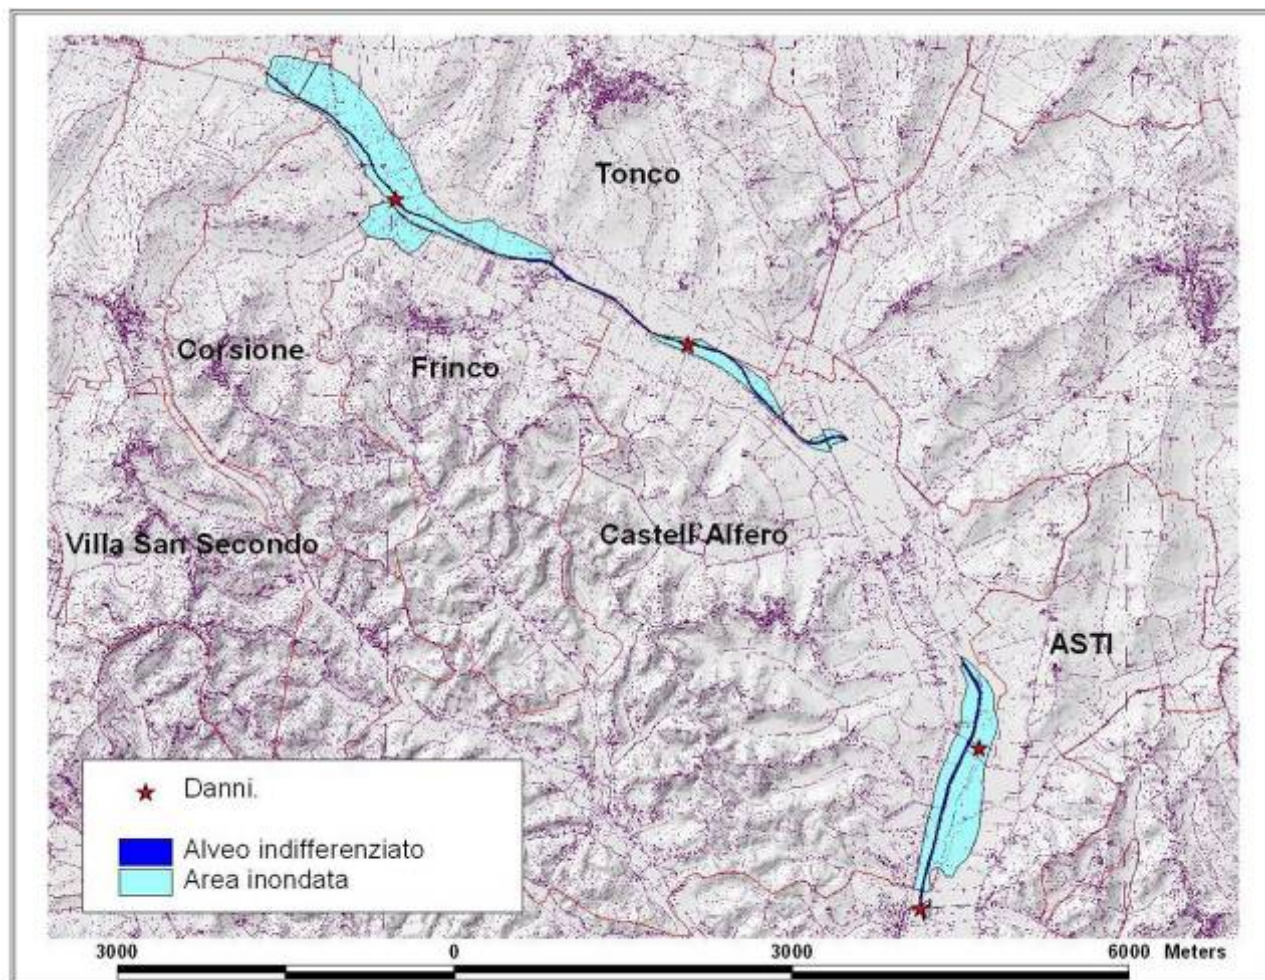 Tonco
Corsione
Frinco
Castell'Alfero
Villa San Secondo
ASTI
Danni.
Alveo indifferenziato
Area inondata
3000 0 3000 6000 Meters